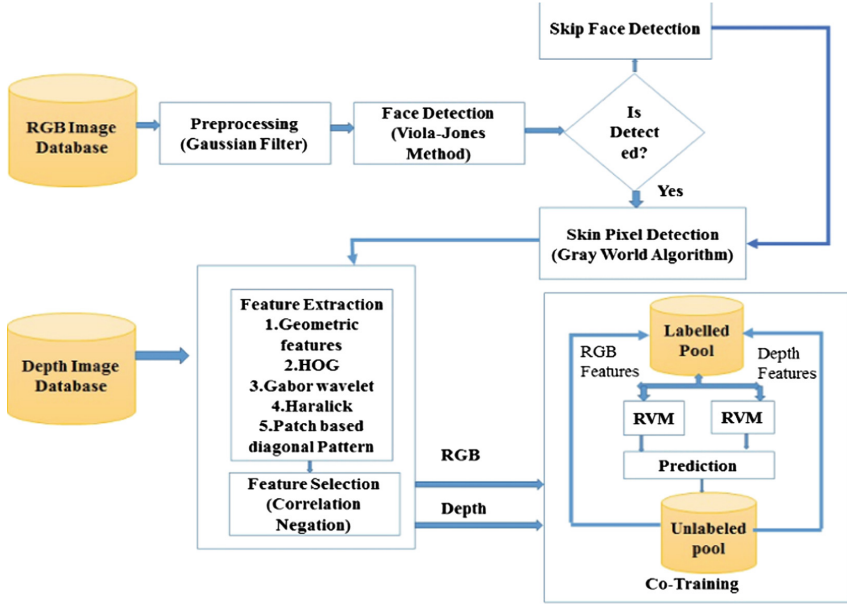 Skip Face Detection
RGB Image
Database
Preprocessing
(Gaussian Filter)
Face Detection
(Viola-Jones
Method)
Is
Detect
ed?
Yes
Skin Pixel Detection
(Gray World Algorithm)
Depth Image
Database
Feature Extraction
1.Geometric
features
2.HOG
3.Gabor wavelet
4.Haralick
5.Patch based
diagonal Pattern
Feature Selection
(Correlation
Negation)
RGB
Depth
Labelled
Pool
RGB
Features
Depth
Features
RVM
RVM
Prediction
Unlabeled
pool
Co-Training